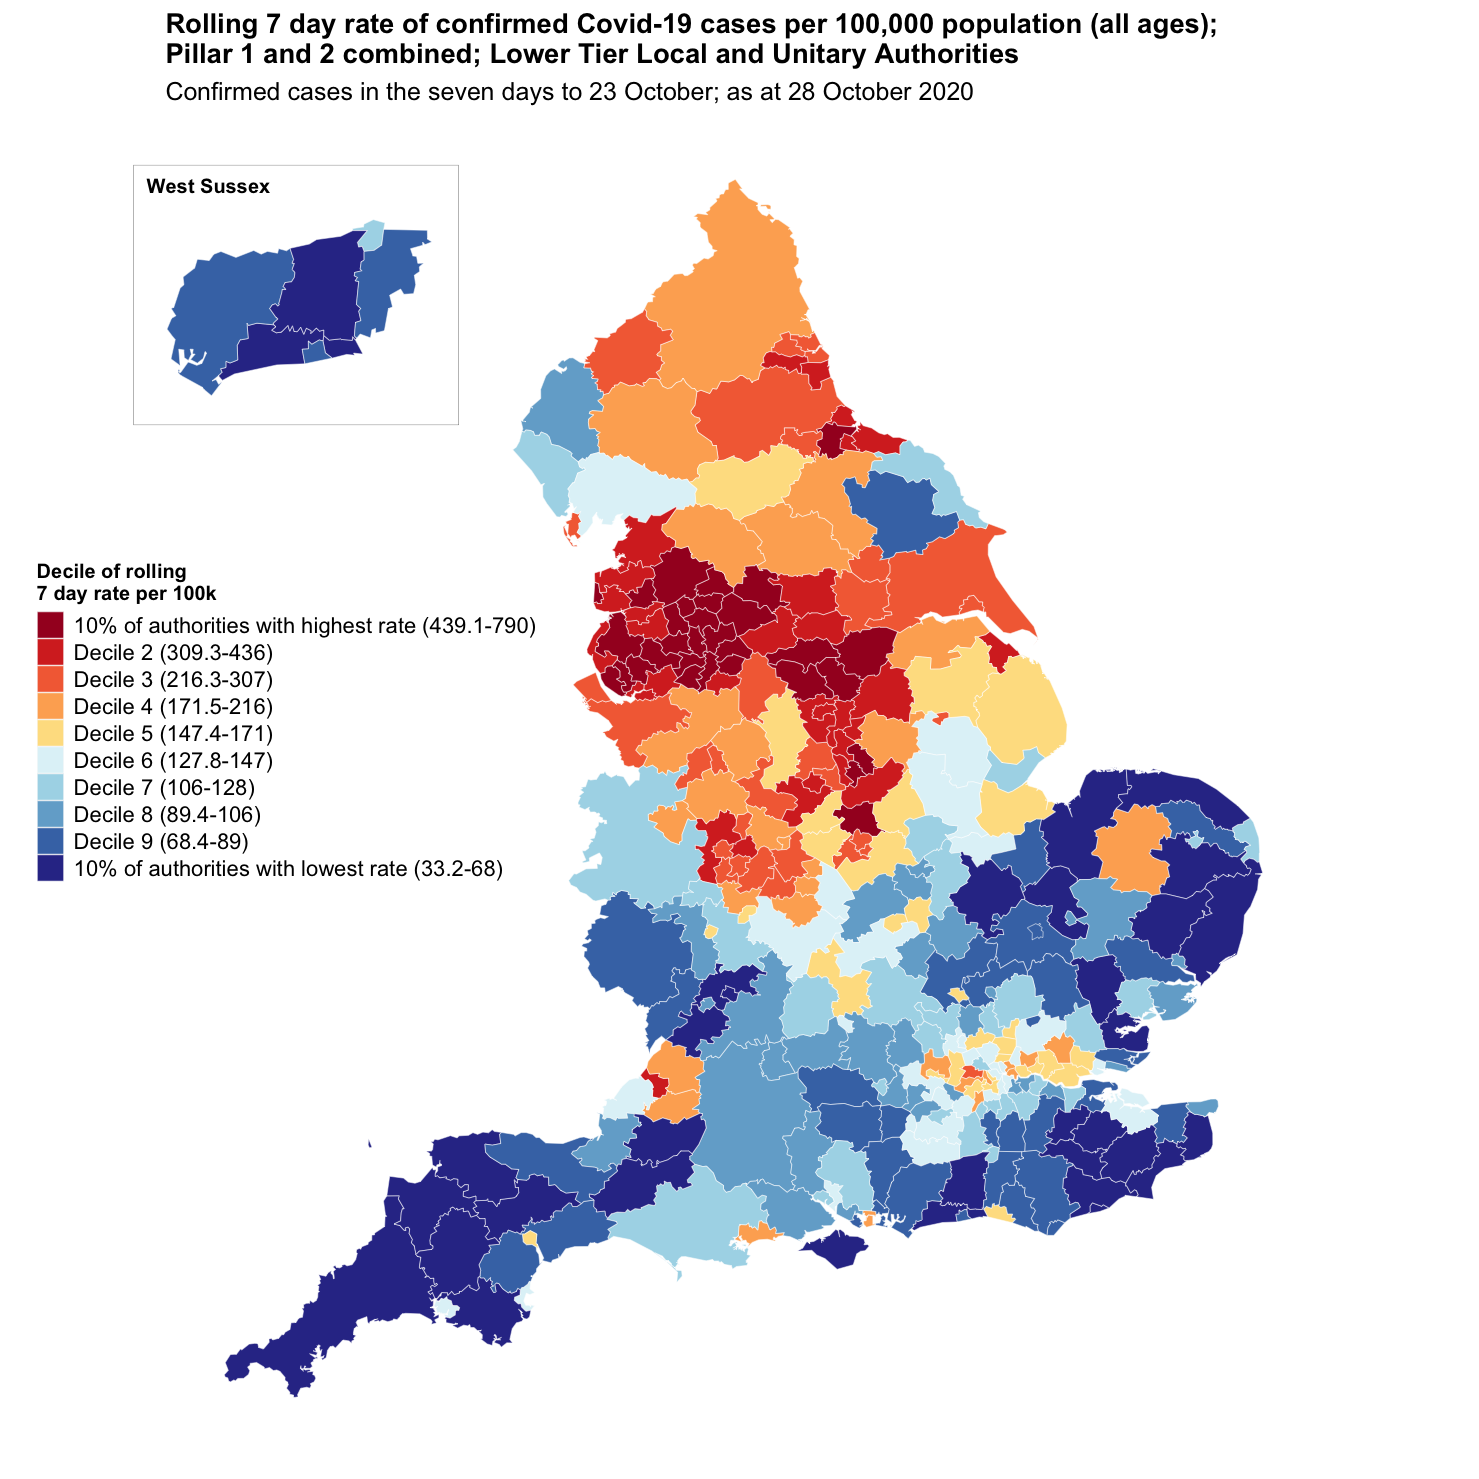 Rolling 7 day rate of confirmed Covid-19 cases per 100,000 population (all ages);
Pillar 1 and 2 combined; Lower Tier Local and Unitary Authorities
Confirmed cases in the seven days to 23 October; as at 28 October 2020
West Sussex
Decile of rolling
7 day rate per 100k
10% of authorities with highest rate (439.1-790)
Decile 2 (309.3-436)
Decile 3 (216.3-307)
Decile 4 (171.5-216)
Decile 5 (147.4-171)
Decile 6 (127.8-147)
Decile 7 (106-128)
Decile 8 (89.4-106)
Decile 9 (68.4-89)
10% of authorities with lowest rate (33.2-68)